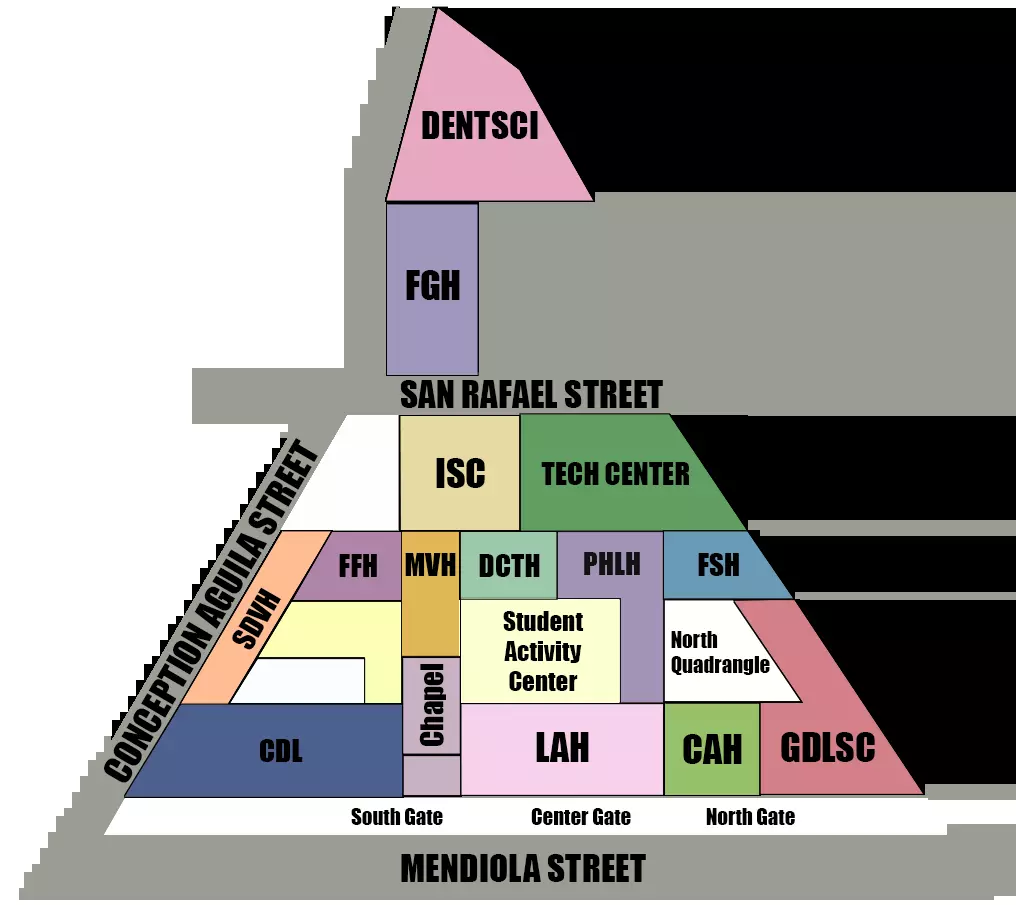 DENTSCI
FGH
SAN RAFAEL STREET
ISC
TECH CENTER
CONCEPTION AGUILA STREET
SDVH
FFH
MVH
DCTH
PHLH
FSH
Student
Activity
Center
North
Quadrangle
Chapel
CDL
LAH
CAH
GDLSC
South Gate
Center Gate
North Gate
MENDIOLA STREET